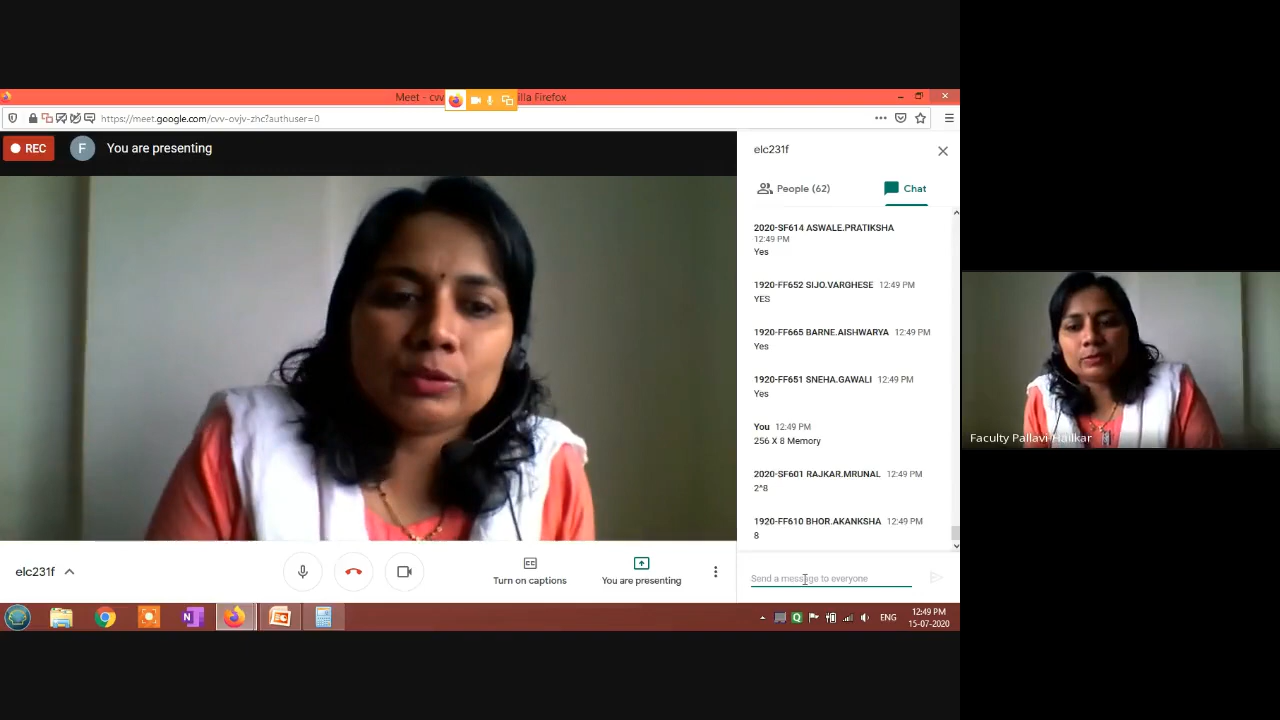 Meet - cvv
illa Firefox
https://meet.google.com/cvv-ovjv-zhc?authuser=0
REC
F
You are presenting
elc231f
People (62)
Chat
2020-SF614 ASWALE.PRATIKSHA
12:49 PM
Yes
1920-FF652 SIJO.VARGHESE 12:49 PM
YES
1920-FF665 BARNE.AISHWARYA 12:49 PM
Yes
1920-FF651 SNEHA.GAWALI 12:49 PM
Yes
You 12:49 PM
256 X 8 Memory
2020-SF601 RAJKAR.MRUNAL 12:49 PM
2^8
1920-FF610 BHOR.AKANKSHA 12:49 PM
8
Send a message to everyone
elc231f
Turn on captions
You are presenting
ENG
12:49 PM
15-07-2020
Faculty Pallavi Hailkar